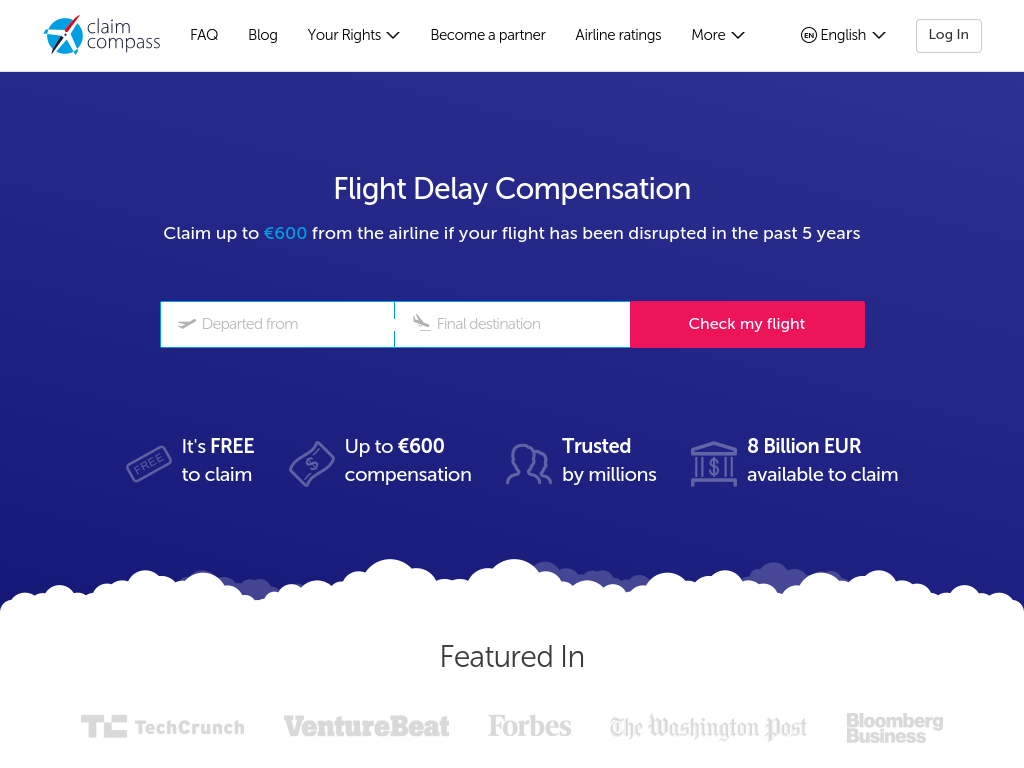 claim
compass
FAQ
Blog
Your Rights
Become a partner
Airline ratings
More
EN English
Log In
Flight Delay Compensation
Claim up to €600 from the airline if your flight has been disrupted in the past 5 years
Departed from
Final destination
Check my flight
FREE
It's FREE
to claim
$
Up to €600
compensation
Trusted
by millions
$
8 Billion EUR
available to claim
Featured In
TC TechCrunch
VentureBeat
Forbes
The Washington Post
Bloomberg
Business